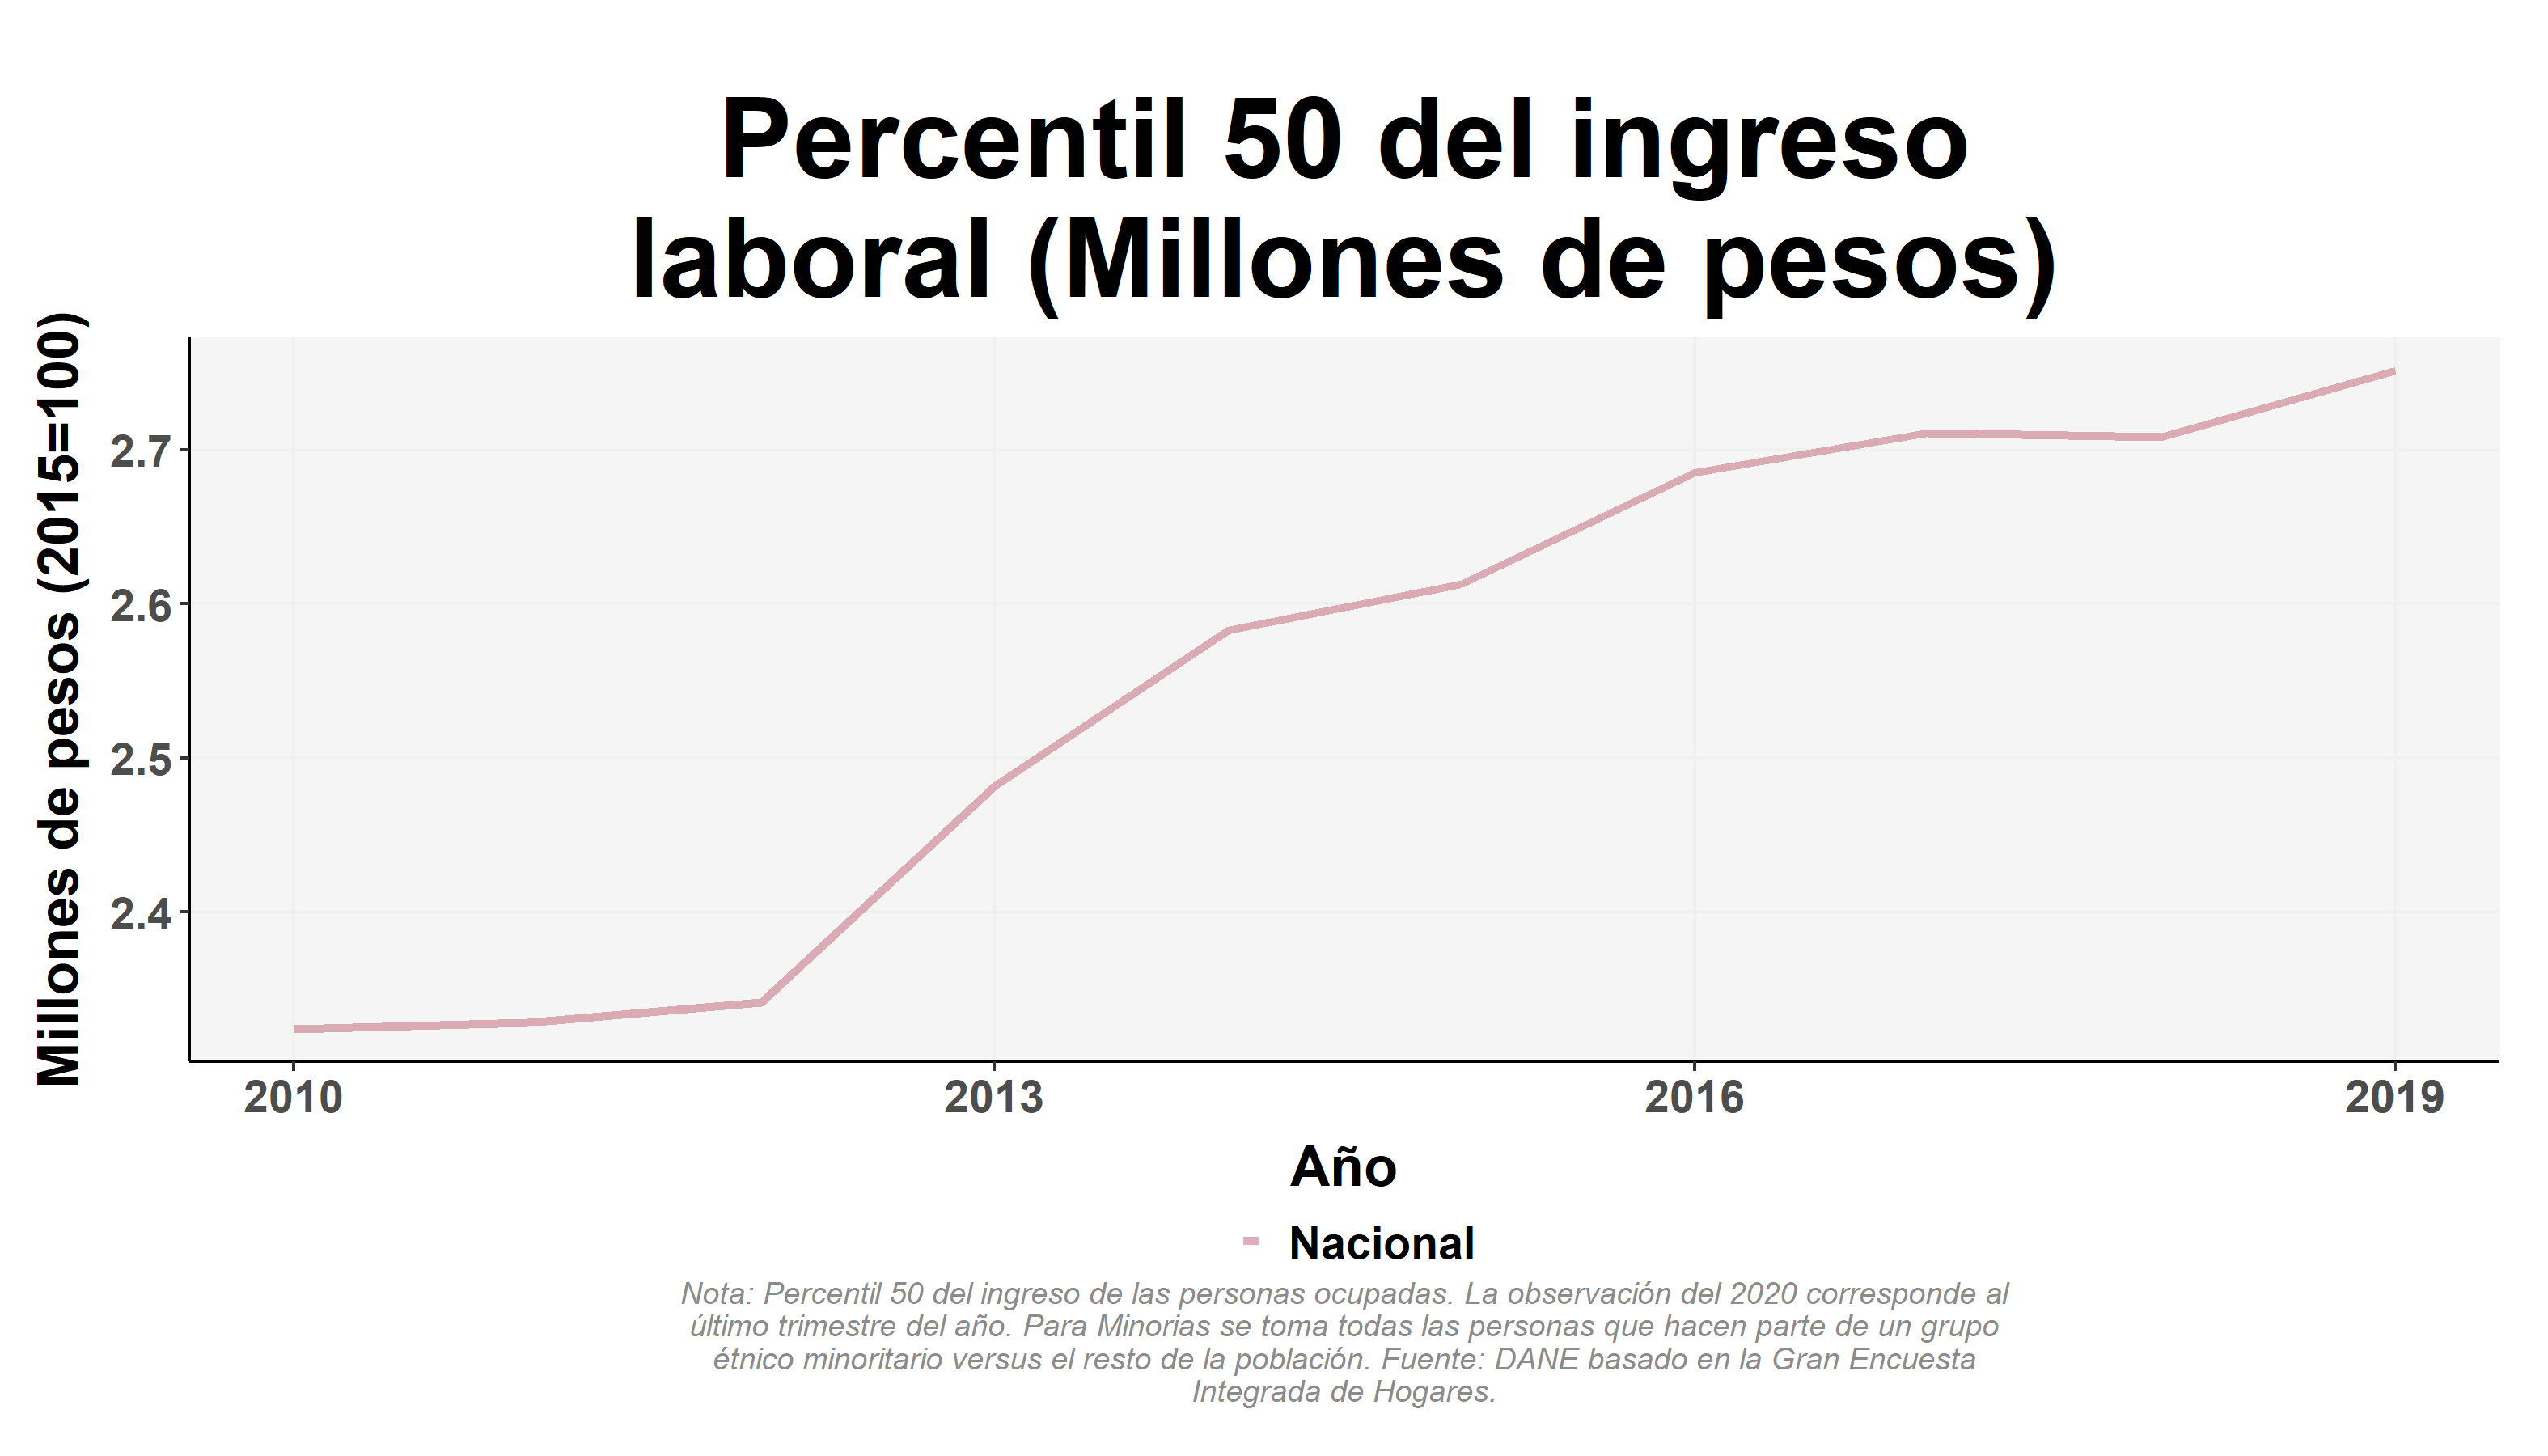 Percentil 50 del ingreso
laboral (Millones de pesos)
Millones de pesos (2015=100)
2.7
2.6
2.5
2.4
2010
2013
2016
2019
Año
Nacional
Nota: Percentil 50 del ingreso de las personas ocupadas. La observación del 2020 corresponde al
último trimestre del año. Para Minorias se toma todas las personas que hacen parte de un grupo
étnico minoritario versus el resto de la población. Fuente: DANE basado en la Gran Encuesta
Integrada de Hogares.